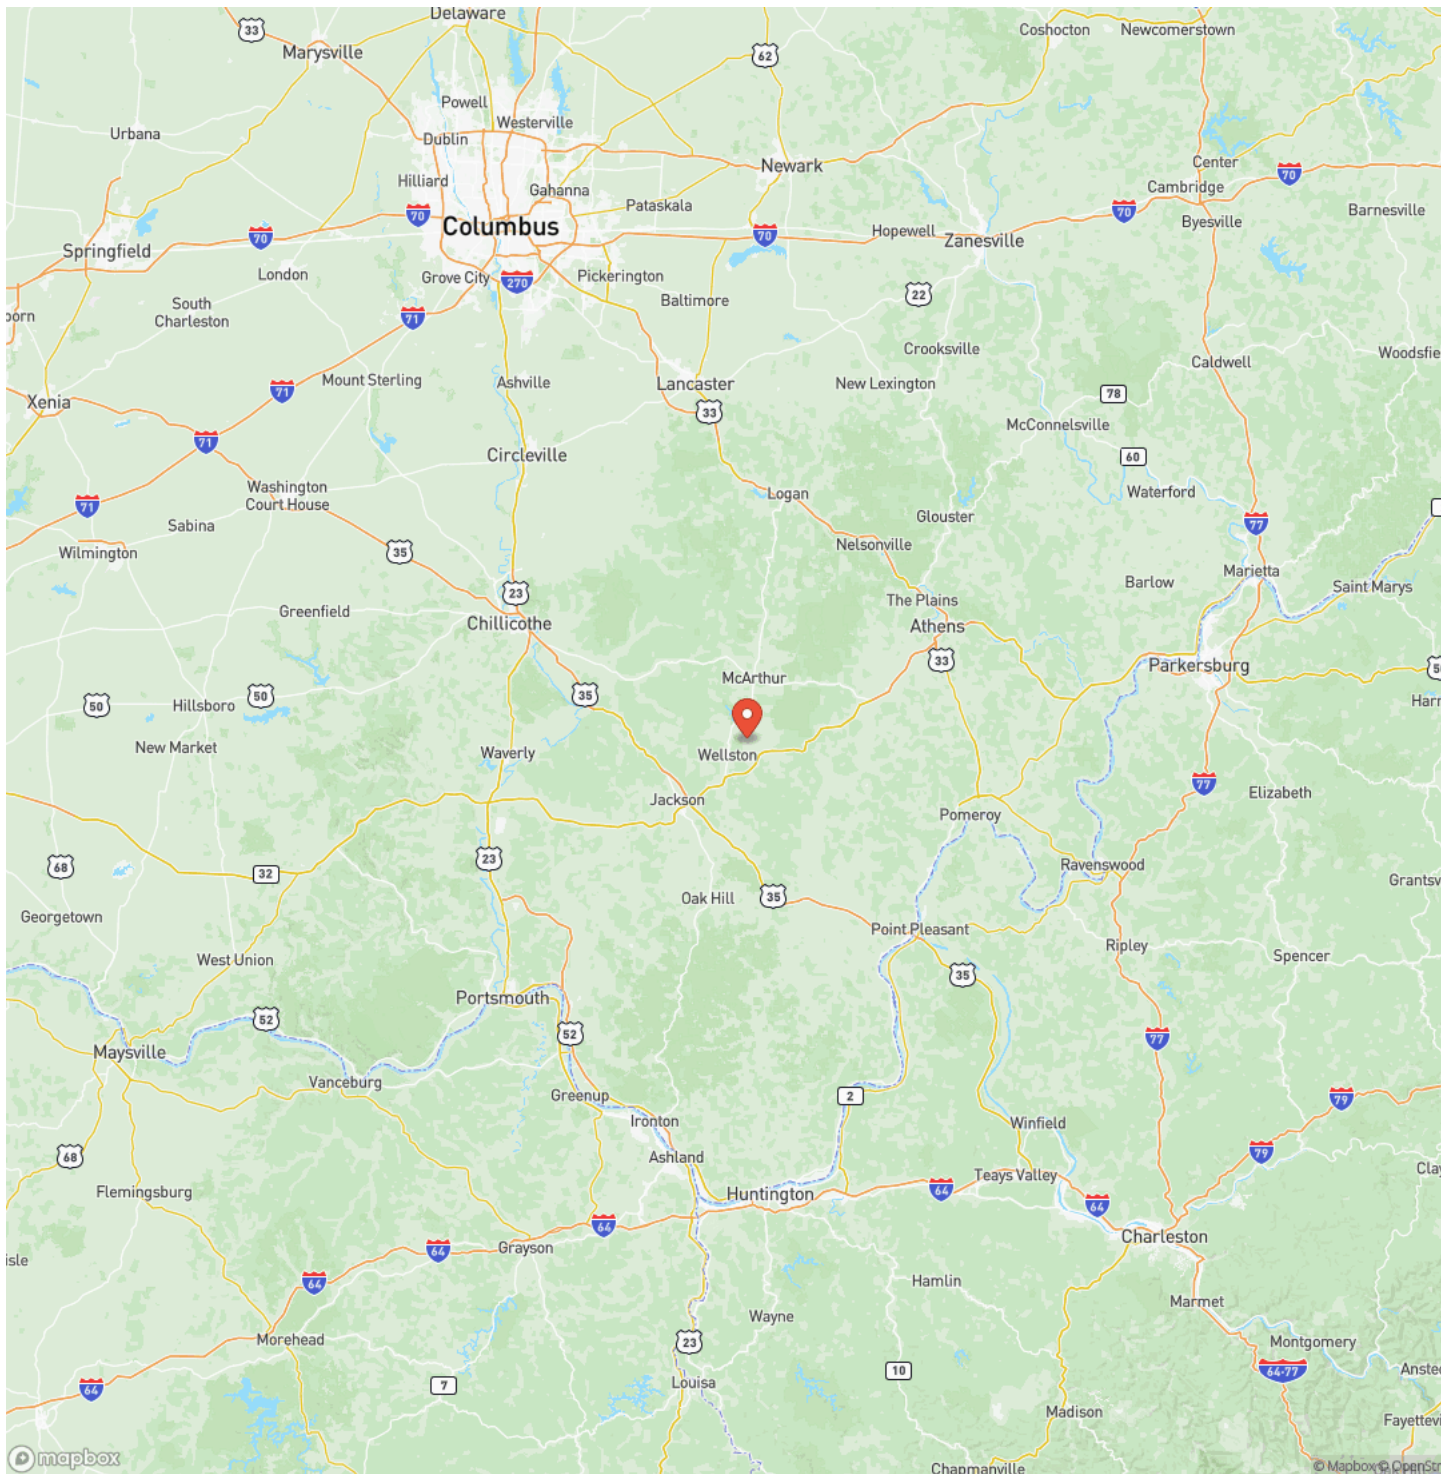 Delaware
33
Marysville
62
Coshocton
Newcomerstown
Powell
Westerville
Urbana
Dublin
Newark
Center
70
Hilliard
Gahanna
Cambridge
Pataskala
70
70
Byesville
Barnesville
Columbus
Springfield
70
70
Hopewell
Zanesville
London
Grove City
270
Pickerington
South
Charleston
Baltimore
22
71
born
Crooksville
Caldwell
Woodsfie
Mount Sterling
Ashville
Lancaster
New Lexington
71
78
Xenia
33
McConnelsville
71
Circleville
60
Washington
Court House
Logan
Waterford
71
Sabina
Glouster
77
Wilmington
35
Nelsonville
Marietta
23
Barlow
Saint Marys
Greenfield
The Plains
Chillicothe
Athens
33
Parkersburg
50
McArthur
50
Hillsboro
50
35
Harr
New Market
Waverly
Wellston
77
Elizabeth
Jackson
Pomeroy
68
32
23
Ravenswood
Grantsv
Oak Hill
35
Georgetown
Point Pleasant
Ripley
West Union
Spencer
35
Portsmouth
52
52
77
Maysville
Vanceburg
Greenup
2
79
Ironton
Winfield
68
Ashland
79
Teays Valley
Clay
Flemingsburg
Huntington
64
64
64
Charleston
64
Grayson
isle
64
Hamlin
Marmet
Wayne
Morehead
23
Montgomery
64-77
10
Anste
7
Louisa
64
Madison
Fayettevi
mapbox
© Mapbox © OpenStr
Chapmanville